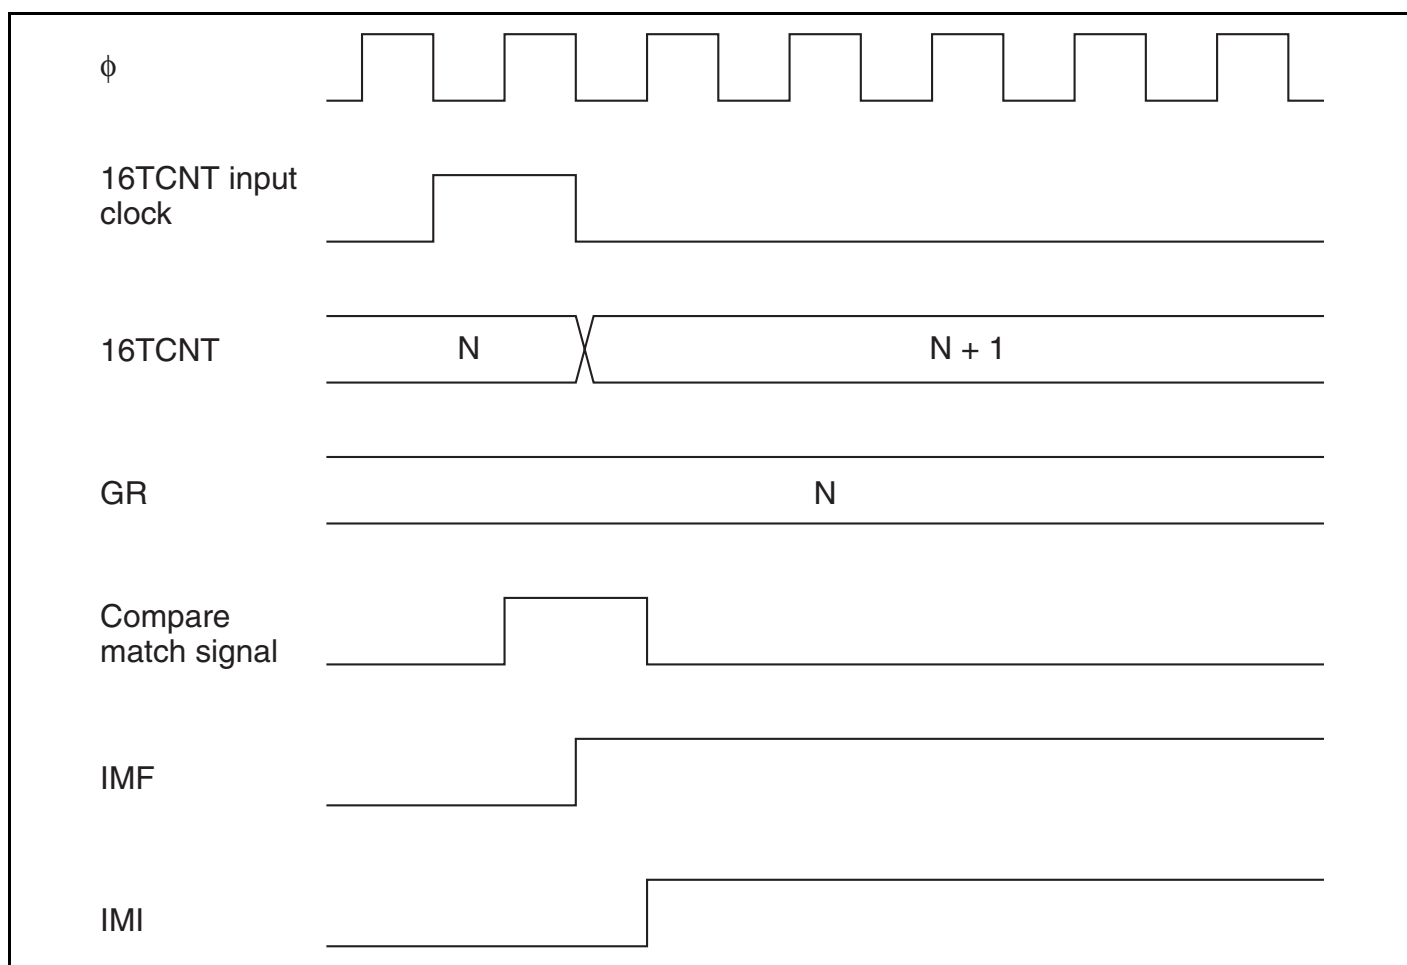 ϕ
16TCNT input
clock
16TCNT
N
N + 1
GR
N
Compare
match signal
IMF
IMI